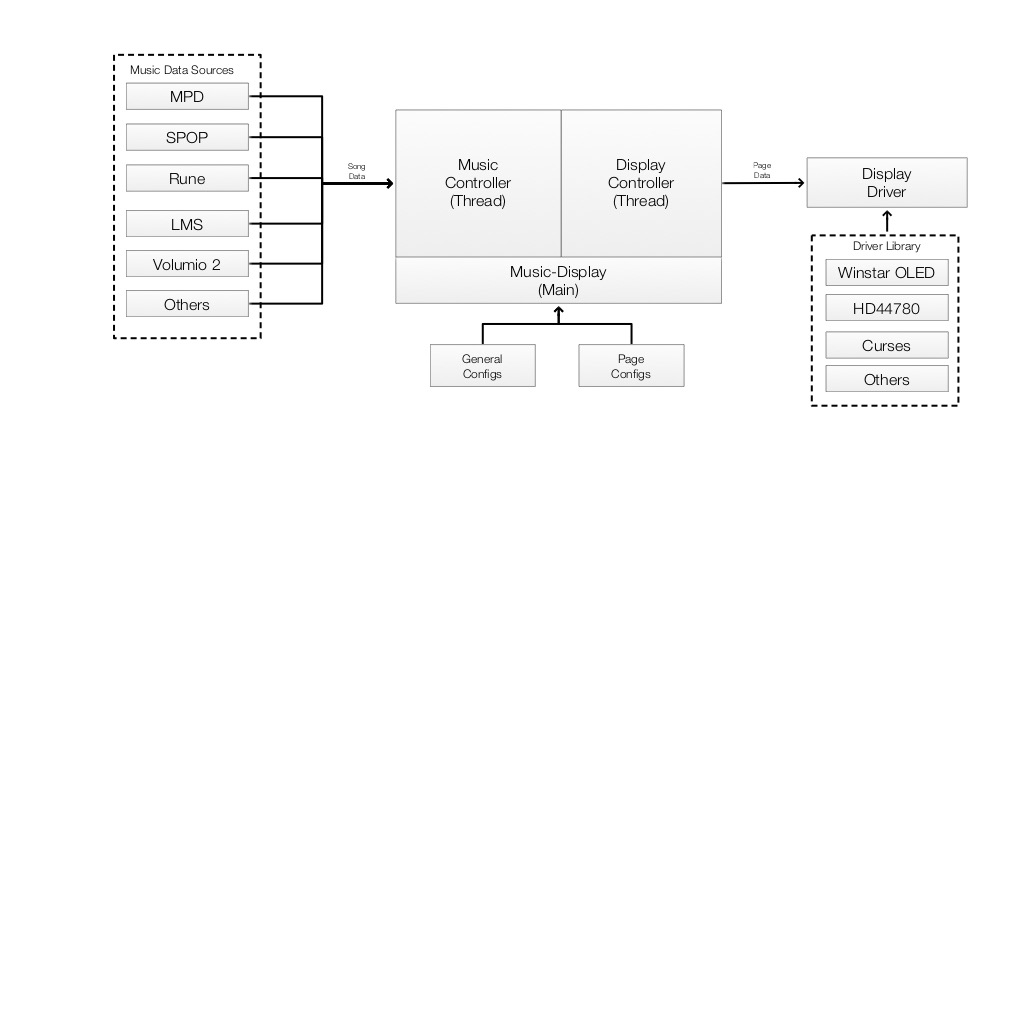 Music Data Sources
MPD
SPOP
Rune
LMS
Volumio 2
Others
Song
Data
Music
Controller
(Thread)
Display
Controller
(Thread)
Music-Display
(Main)
General
Configs
Page
Configs
Page
Data
Display
Driver
Driver Library
Winstar OLED
HD44780
Curses
Others